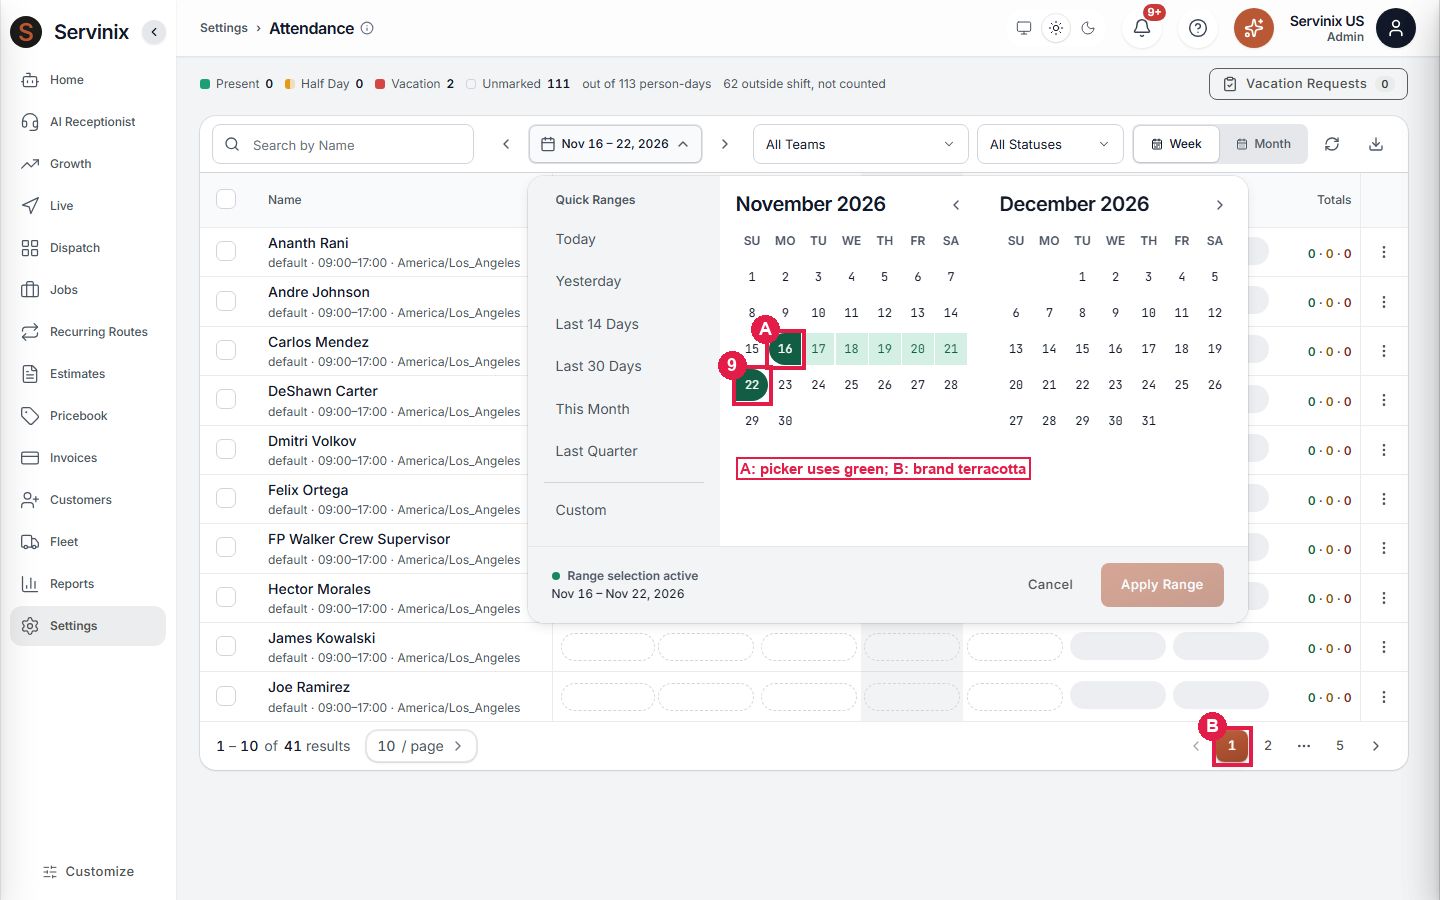 Servinix
Home
AI Receptionist
Growth
Live
Dispatch
Jobs
Recurring Routes
Estimates
Pricebook
Invoices
Customers
Fleet
Reports
Settings
Customize
Settings › Attendance
9+
Servinix US
Admin
Present 0 Half Day 0 Vacation 2 Unmarked 111 out of 113 person-days 62 outside shift, not counted
Vacation Requests 0
Search by Name
Nov 16 – 22, 2026
All Teams
All Statuses
Week
Month
Name
Totals
Ananth Rani
default · 09:00–17:00 · America/Los_Angeles
0 · 0 · 0
Andre Johnson
default · 09:00–17:00 · America/Los_Angeles
0 · 0 · 0
Carlos Mendez
default · 09:00–17:00 · America/Los_Angeles
0 · 0 · 0
DeShawn Carter
default · 09:00–17:00 · America/Los_Angeles
0 · 0 · 0
Dmitri Volkov
default · 09:00–17:00 · America/Los_Angeles
0 · 0 · 0
Felix Ortega
default · 09:00–17:00 · America/Los_Angeles
0 · 0 · 0
FP Walker Crew Supervisor
default · 09:00–17:00 · America/Los_Angeles
0 · 0 · 0
Hector Morales
default · 09:00–17:00 · America/Los_Angeles
0 · 0 · 0
James Kowalski
default · 09:00–17:00 · America/Los_Angeles
0 · 0 · 0
Joe Ramirez
default · 09:00–17:00 · America/Los_Angeles
0 · 0 · 0
Quick Ranges
Today
Yesterday
Last 14 Days
Last 30 Days
This Month
Last Quarter
Custom
November 2026
SU MO TU WE TH FR SA
1 2 3 4 5 6 7
8 9 10 11 12 13 14
A
15 16 17 18 19 20 21
9
22 23 24 25 26 27 28
29 30
December 2026
SU MO TU WE TH FR SA
1 2 3 4 5
6 7 8 9 10 11 12
13 14 15 16 17 18 19
20 21 22 23 24 25 26
27 28 29 30 31
A: picker uses green; B: brand terracotta
Range selection active
Nov 16 – Nov 22, 2026
Cancel
Apply Range
1 – 10 of 41 results
10 / page
B
1 2 ··· 5